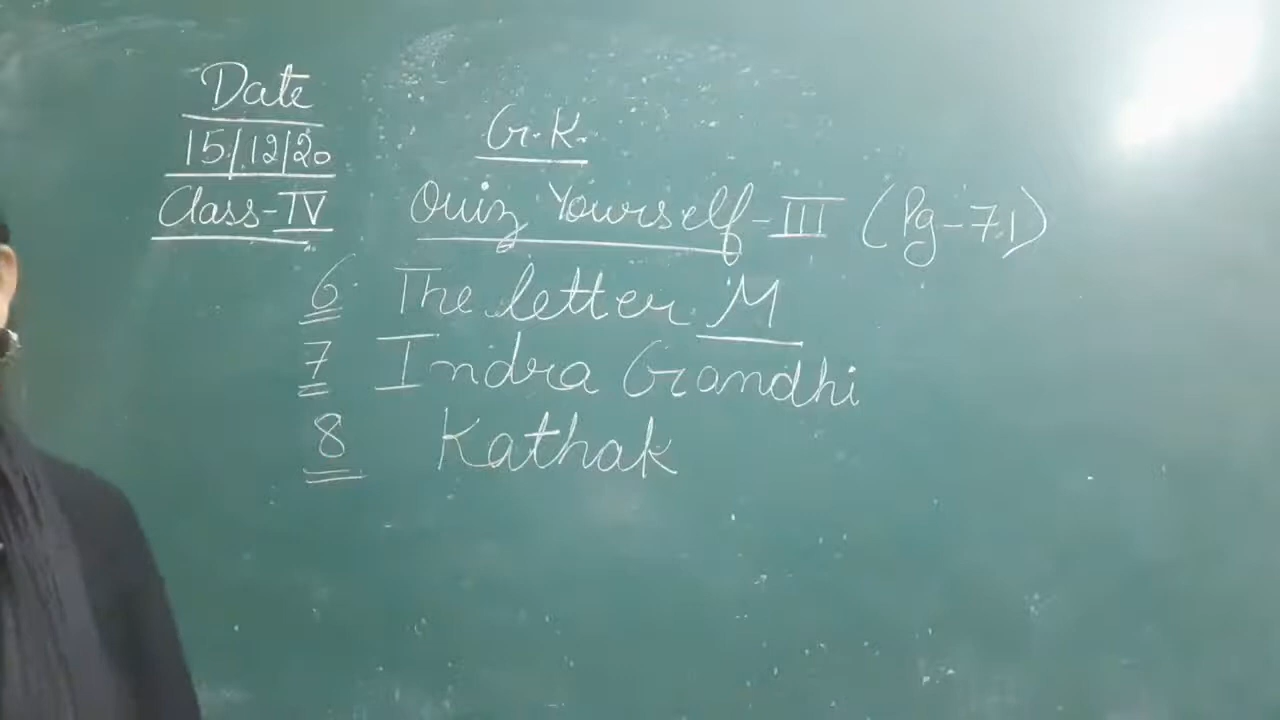 Date
15/12/20
Class-IV
G.K.
Quiz Yourself-III (Pg-71)
6. The letter M
7 Indra Gandhi
8 Kathak